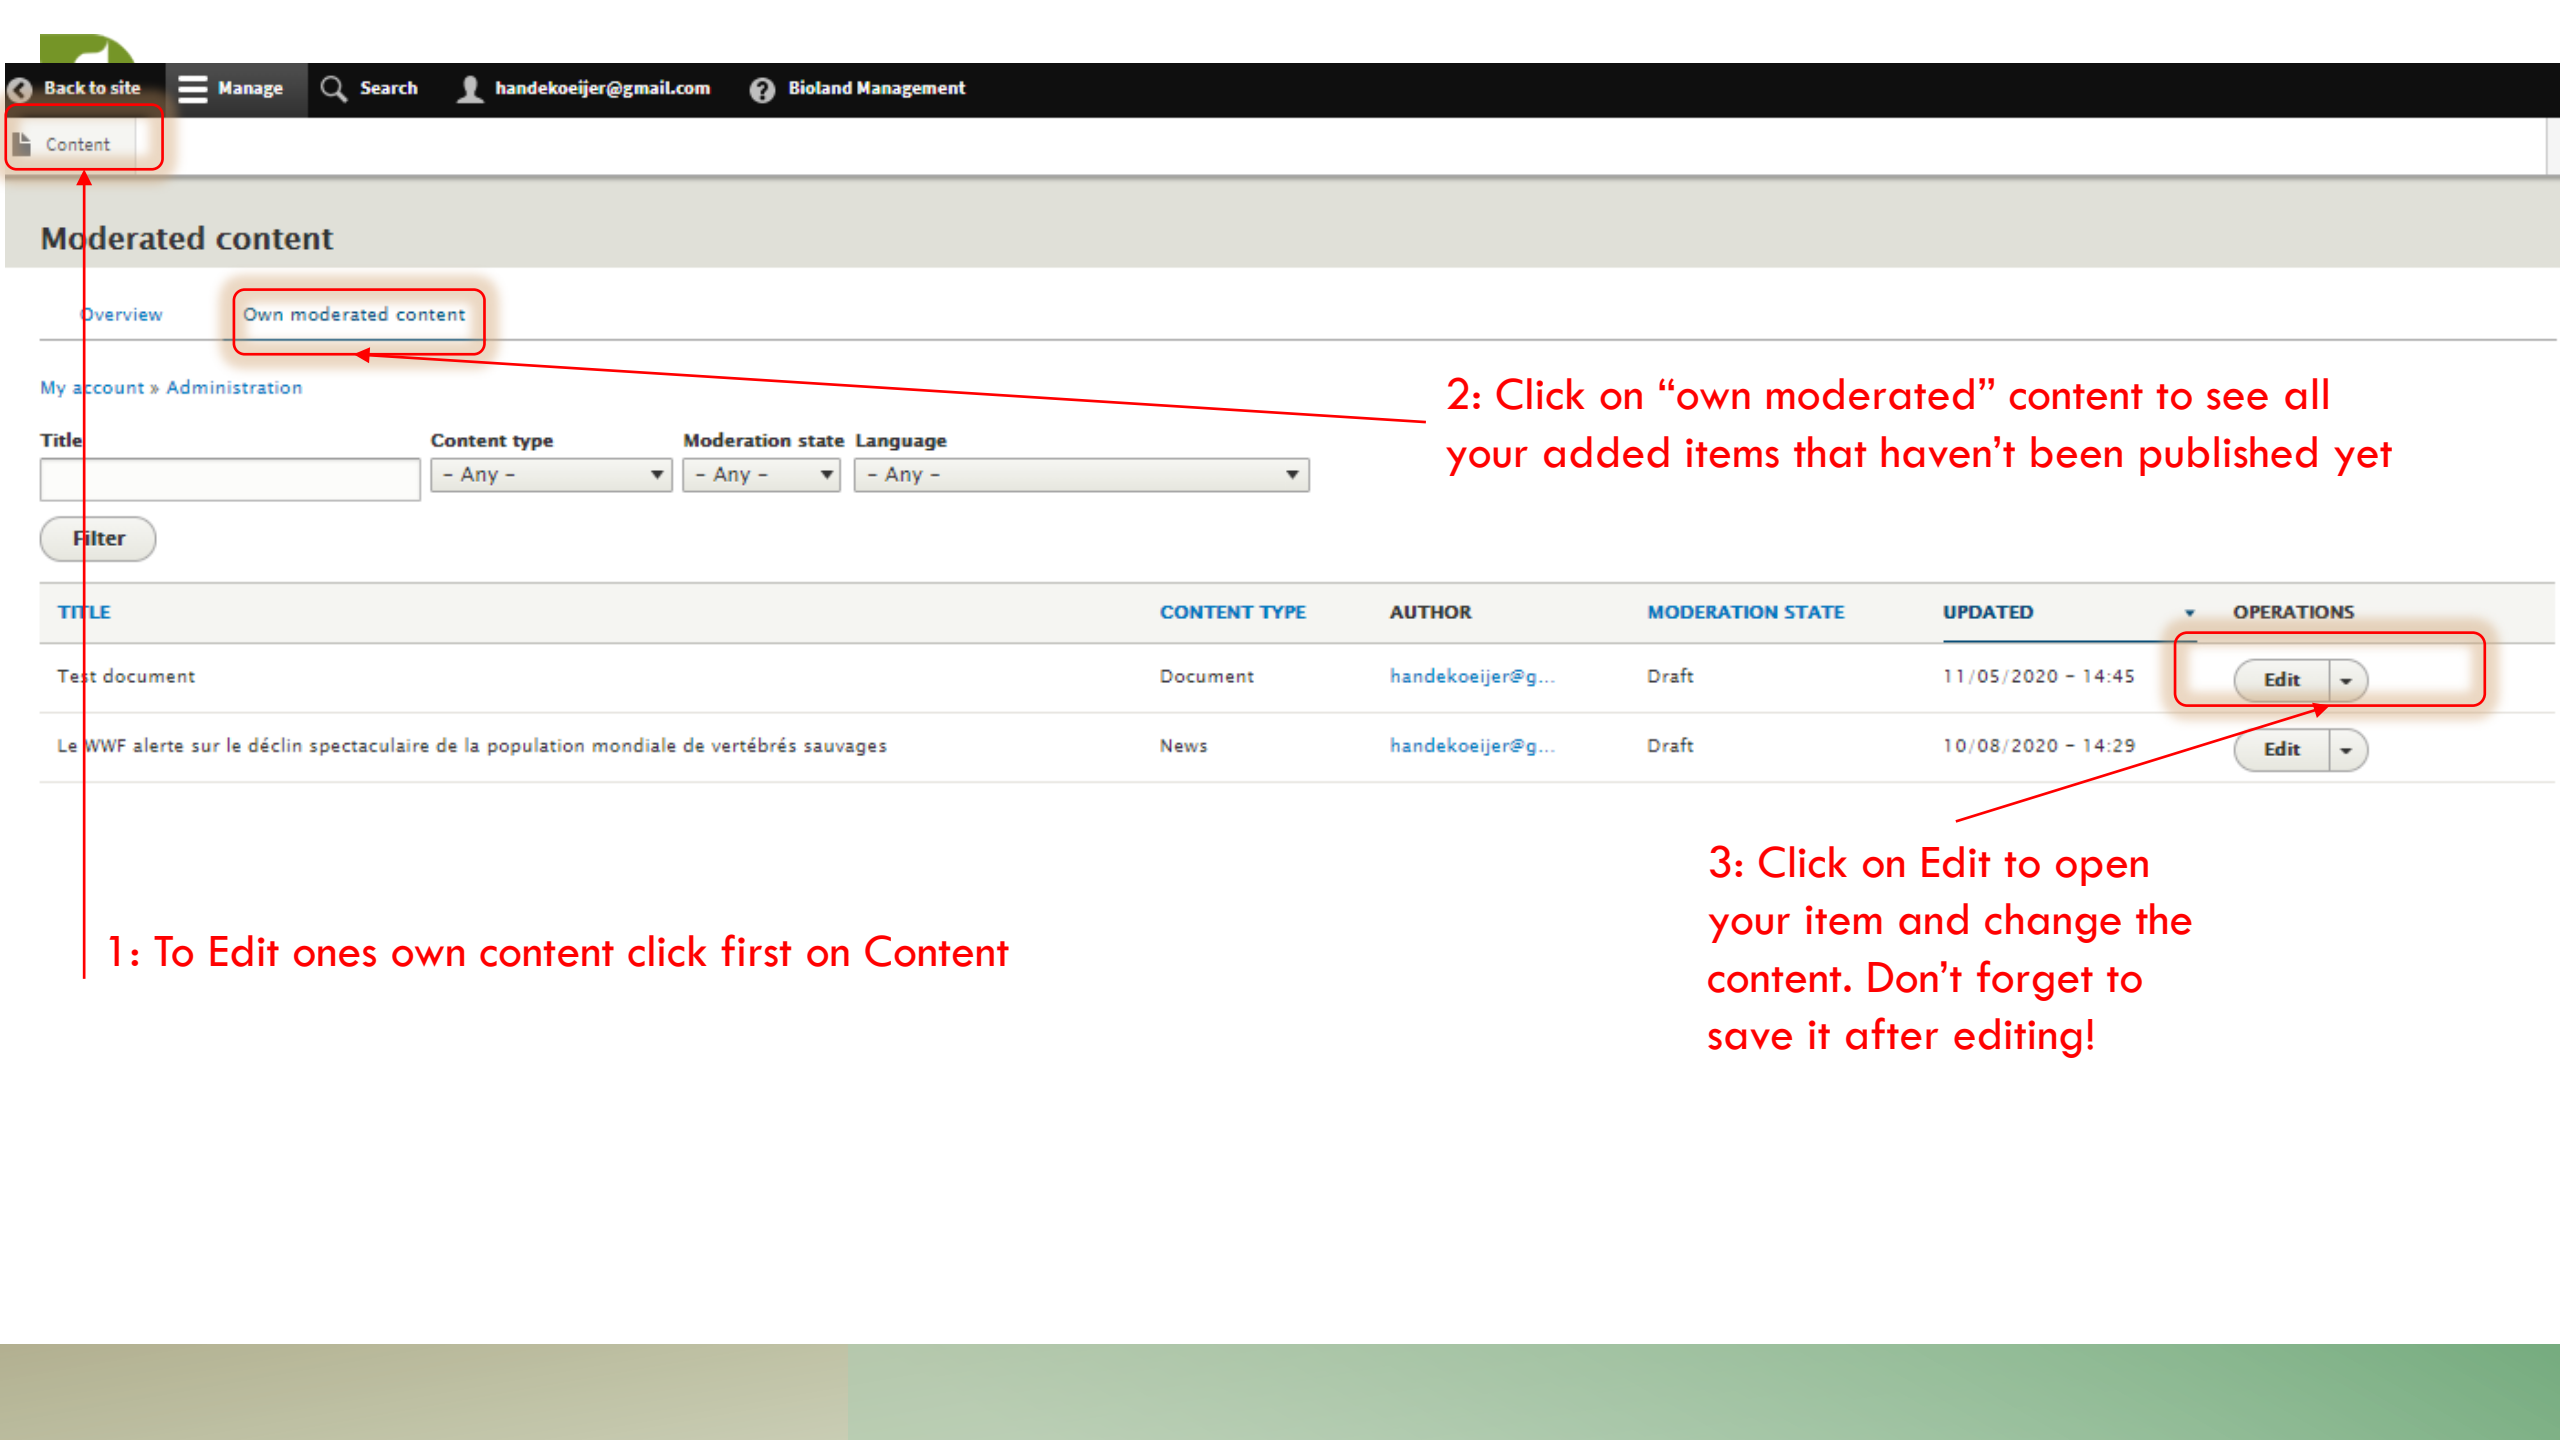 Back to site Manage Search handekoeijer@gmail.com Bioland Management
Content
Moderated content
Overview Own moderated content
My account » Administration
Title Content type Moderation state Language
– Any – – Any – – Any –
Filter
TITLE CONTENT TYPE AUTHOR MODERATION STATE UPDATED OPERATIONS
Test document Document handekoeijer@g... Draft 11/05/2020 – 14:45 Edit
Le WWF alerte sur le déclin spectaculaire de la population mondiale de vertébrés sauvages News handekoeijer@g... Draft 10/08/2020 – 14:29 Edit
2: Click on “own moderated” content to see all
your added items that haven’t been published yet
1: To Edit ones own content click first on Content
3: Click on Edit to open
your item and change the
content. Don’t forget to
save it after editing!